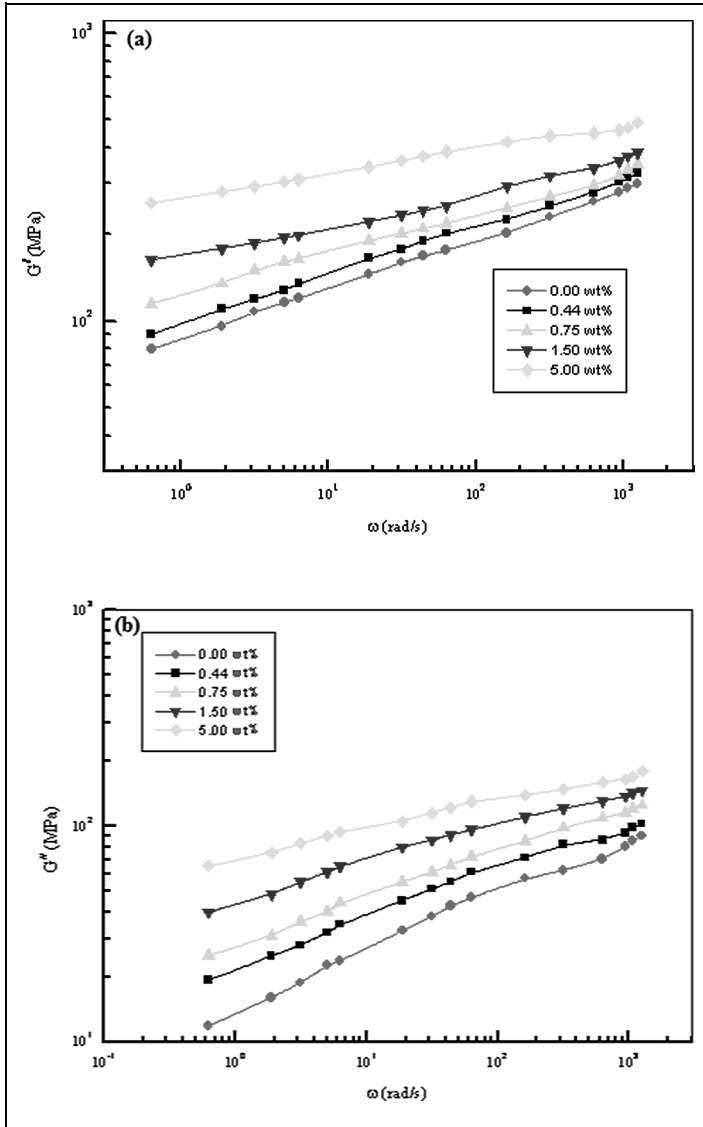 (a)
10³
10²
G' (MPa)
0.00 wt%
0.44 wt%
0.75 wt%
1.50 wt%
5.00 wt%
10⁰ 10¹ 10² 10³
ω (rad/s)
(b)
10³
10²
10¹
G'' (MPa)
0.00 wt%
0.44 wt%
0.75 wt%
1.50 wt%
5.00 wt%
10⁻¹ 10⁰ 10¹ 10² 10³
ω (rad/s)